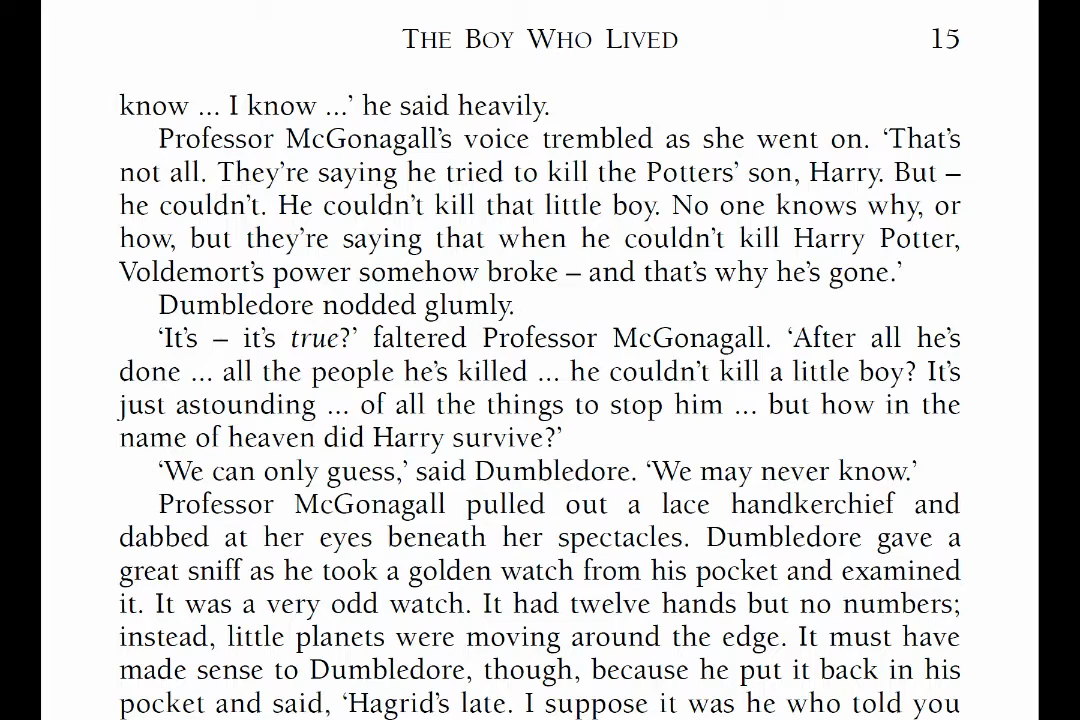 THE BOY WHO LIVED 15
know ... I know ...’ he said heavily.
Professor McGonagall’s voice trembled as she went on. ‘That’s
not all. They’re saying he tried to kill the Potters’ son, Harry. But –
he couldn’t. He couldn’t kill that little boy. No one knows why, or
how, but they’re saying that when he couldn’t kill Harry Potter,
Voldemort’s power somehow broke – and that’s why he’s gone.’
Dumbledore nodded glumly.
‘It’s – it’s true?’ faltered Professor McGonagall. ‘After all he’s
done ... all the people he’s killed ... he couldn’t kill a little boy? It’s
just astounding ... of all the things to stop him ... but how in the
name of heaven did Harry survive?’
‘We can only guess,’ said Dumbledore. ‘We may never know.’
Professor McGonagall pulled out a lace handkerchief and
dabbed at her eyes beneath her spectacles. Dumbledore gave a
great sniff as he took a golden watch from his pocket and examined
it. It was a very odd watch. It had twelve hands but no numbers;
instead, little planets were moving around the edge. It must have
made sense to Dumbledore, though, because he put it back in his
pocket and said, ‘Hagrid’s late. I suppose it was he who told you